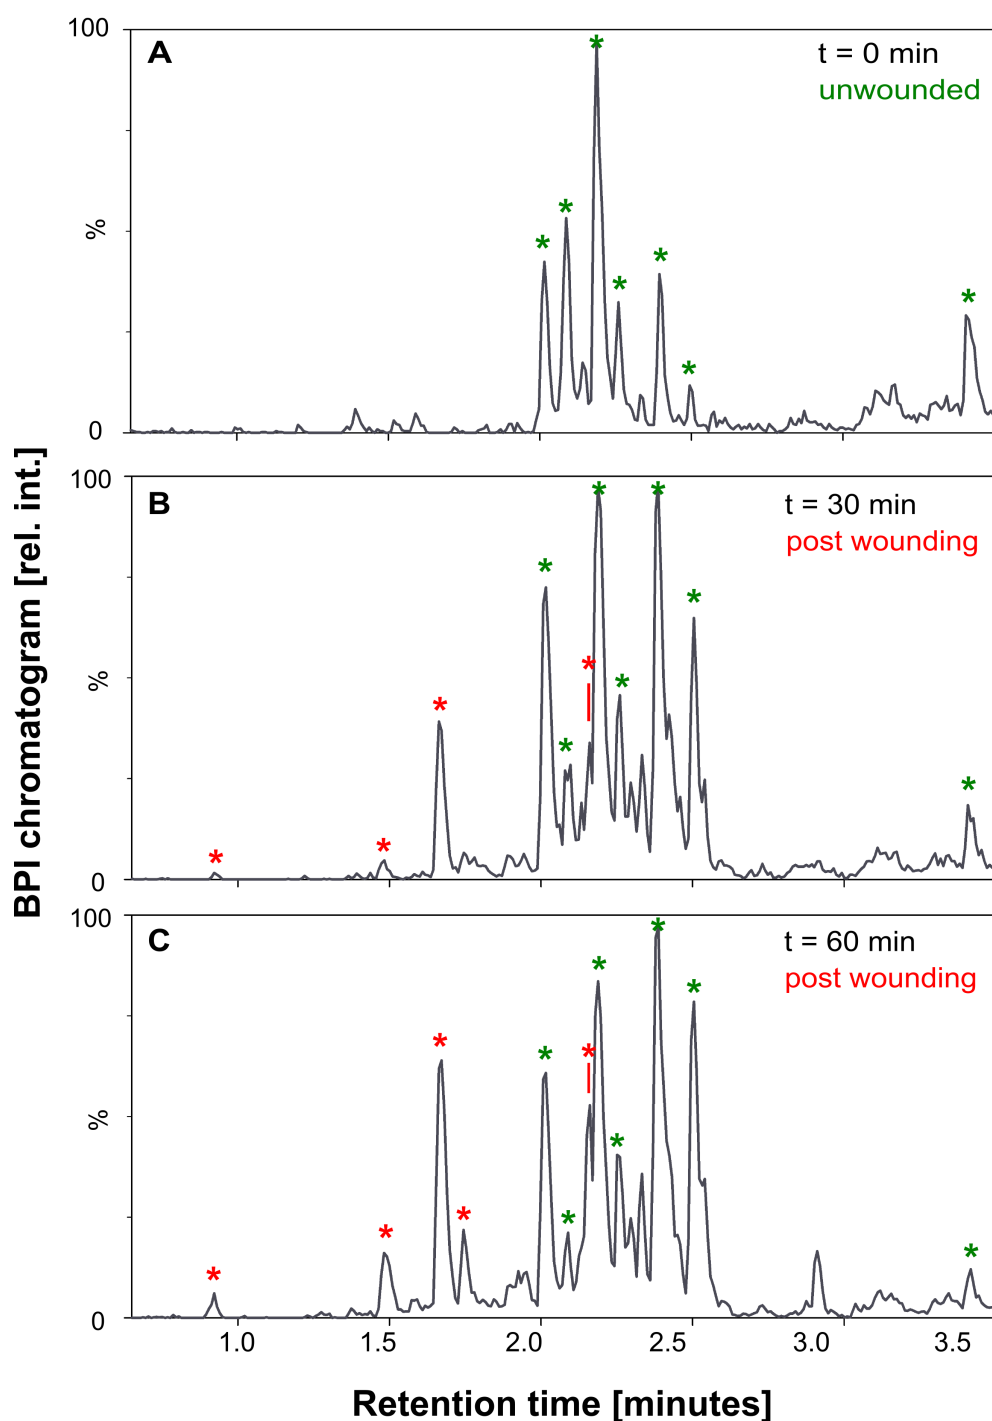 100
A
t = 0 min
unwounded
%
0
100
B
t = 30 min
post wounding
%
0
100
C
t = 60 min
post wounding
%
0
1.0 1.5 2.0 2.5 3.0 3.5
Retention time [minutes]
BPI chromatogram [rel. int.]